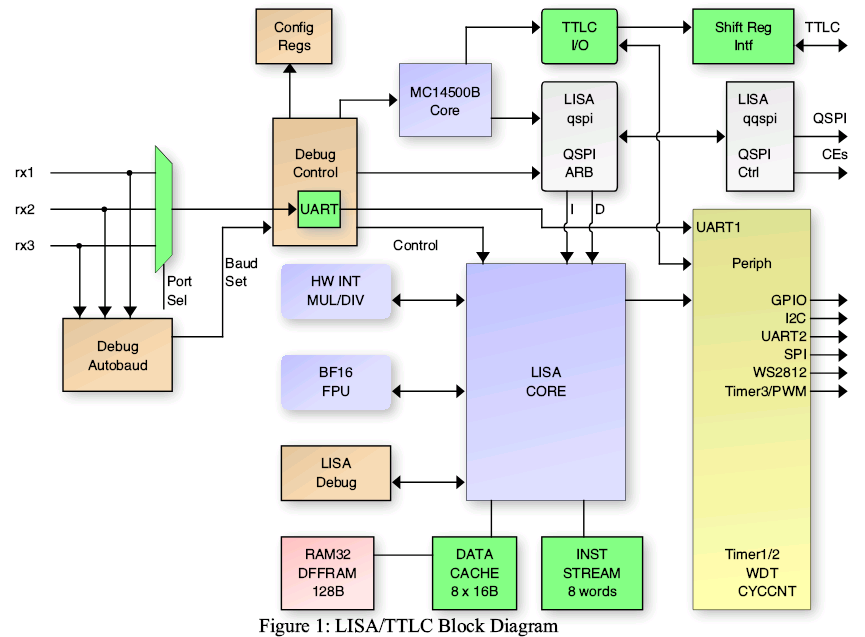 Config
Regs
TTLC
I/O
Shift Reg
Intf
TTLC
MC14500B
Core
LISA
qspi
QSPI
ARB
LISA
qqspi
QSPI
Ctrl
QSPI
CEs
Debug
Control
UART
rx1
rx2
rx3
Port
Sel
Baud
Set
Control
I
D
UART1
Periph
GPIO
I2C
UART2
SPI
WS2812
Timer3/PWM
Timer1/2
WDT
CYCCNT
HW INT
MUL/DIV
Debug
Autobaud
BF16
FPU
LISA
CORE
LISA
Debug
RAM32
DFFRAM
128B
DATA
CACHE
8 x 16B
INST
STREAM
8 words
Figure 1: LISA/TTLC Block Diagram